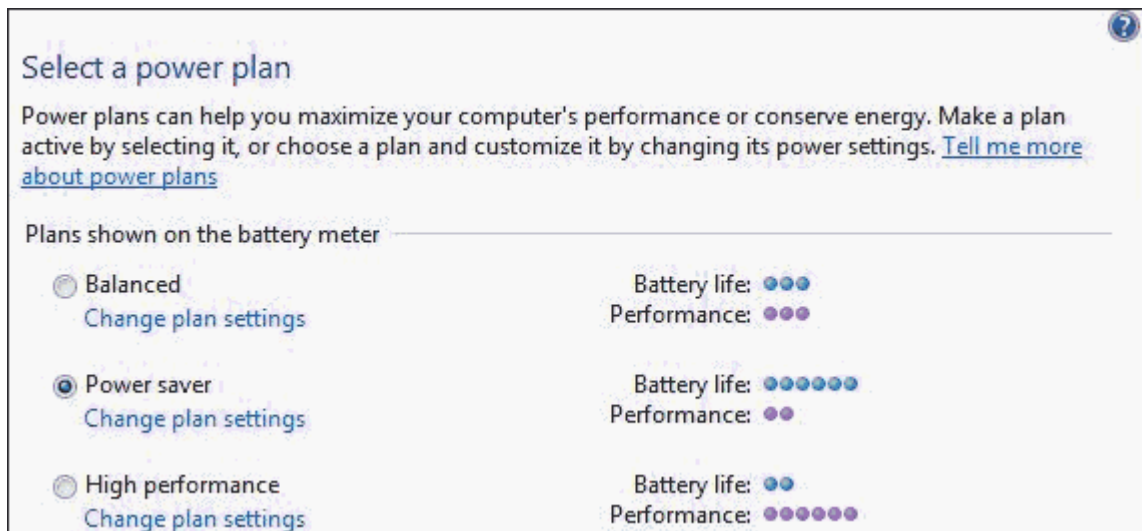 ?
Select a power plan
Power plans can help you maximize your computer's performance or conserve energy. Make a plan
active by selecting it, or choose a plan and customize it by changing its power settings. Tell me more
about power plans
Plans shown on the battery meter
Balanced Battery life:
Change plan settings Performance:
Power saver Battery life:
Change plan settings Performance:
High performance Battery life:
Change plan settings Performance: